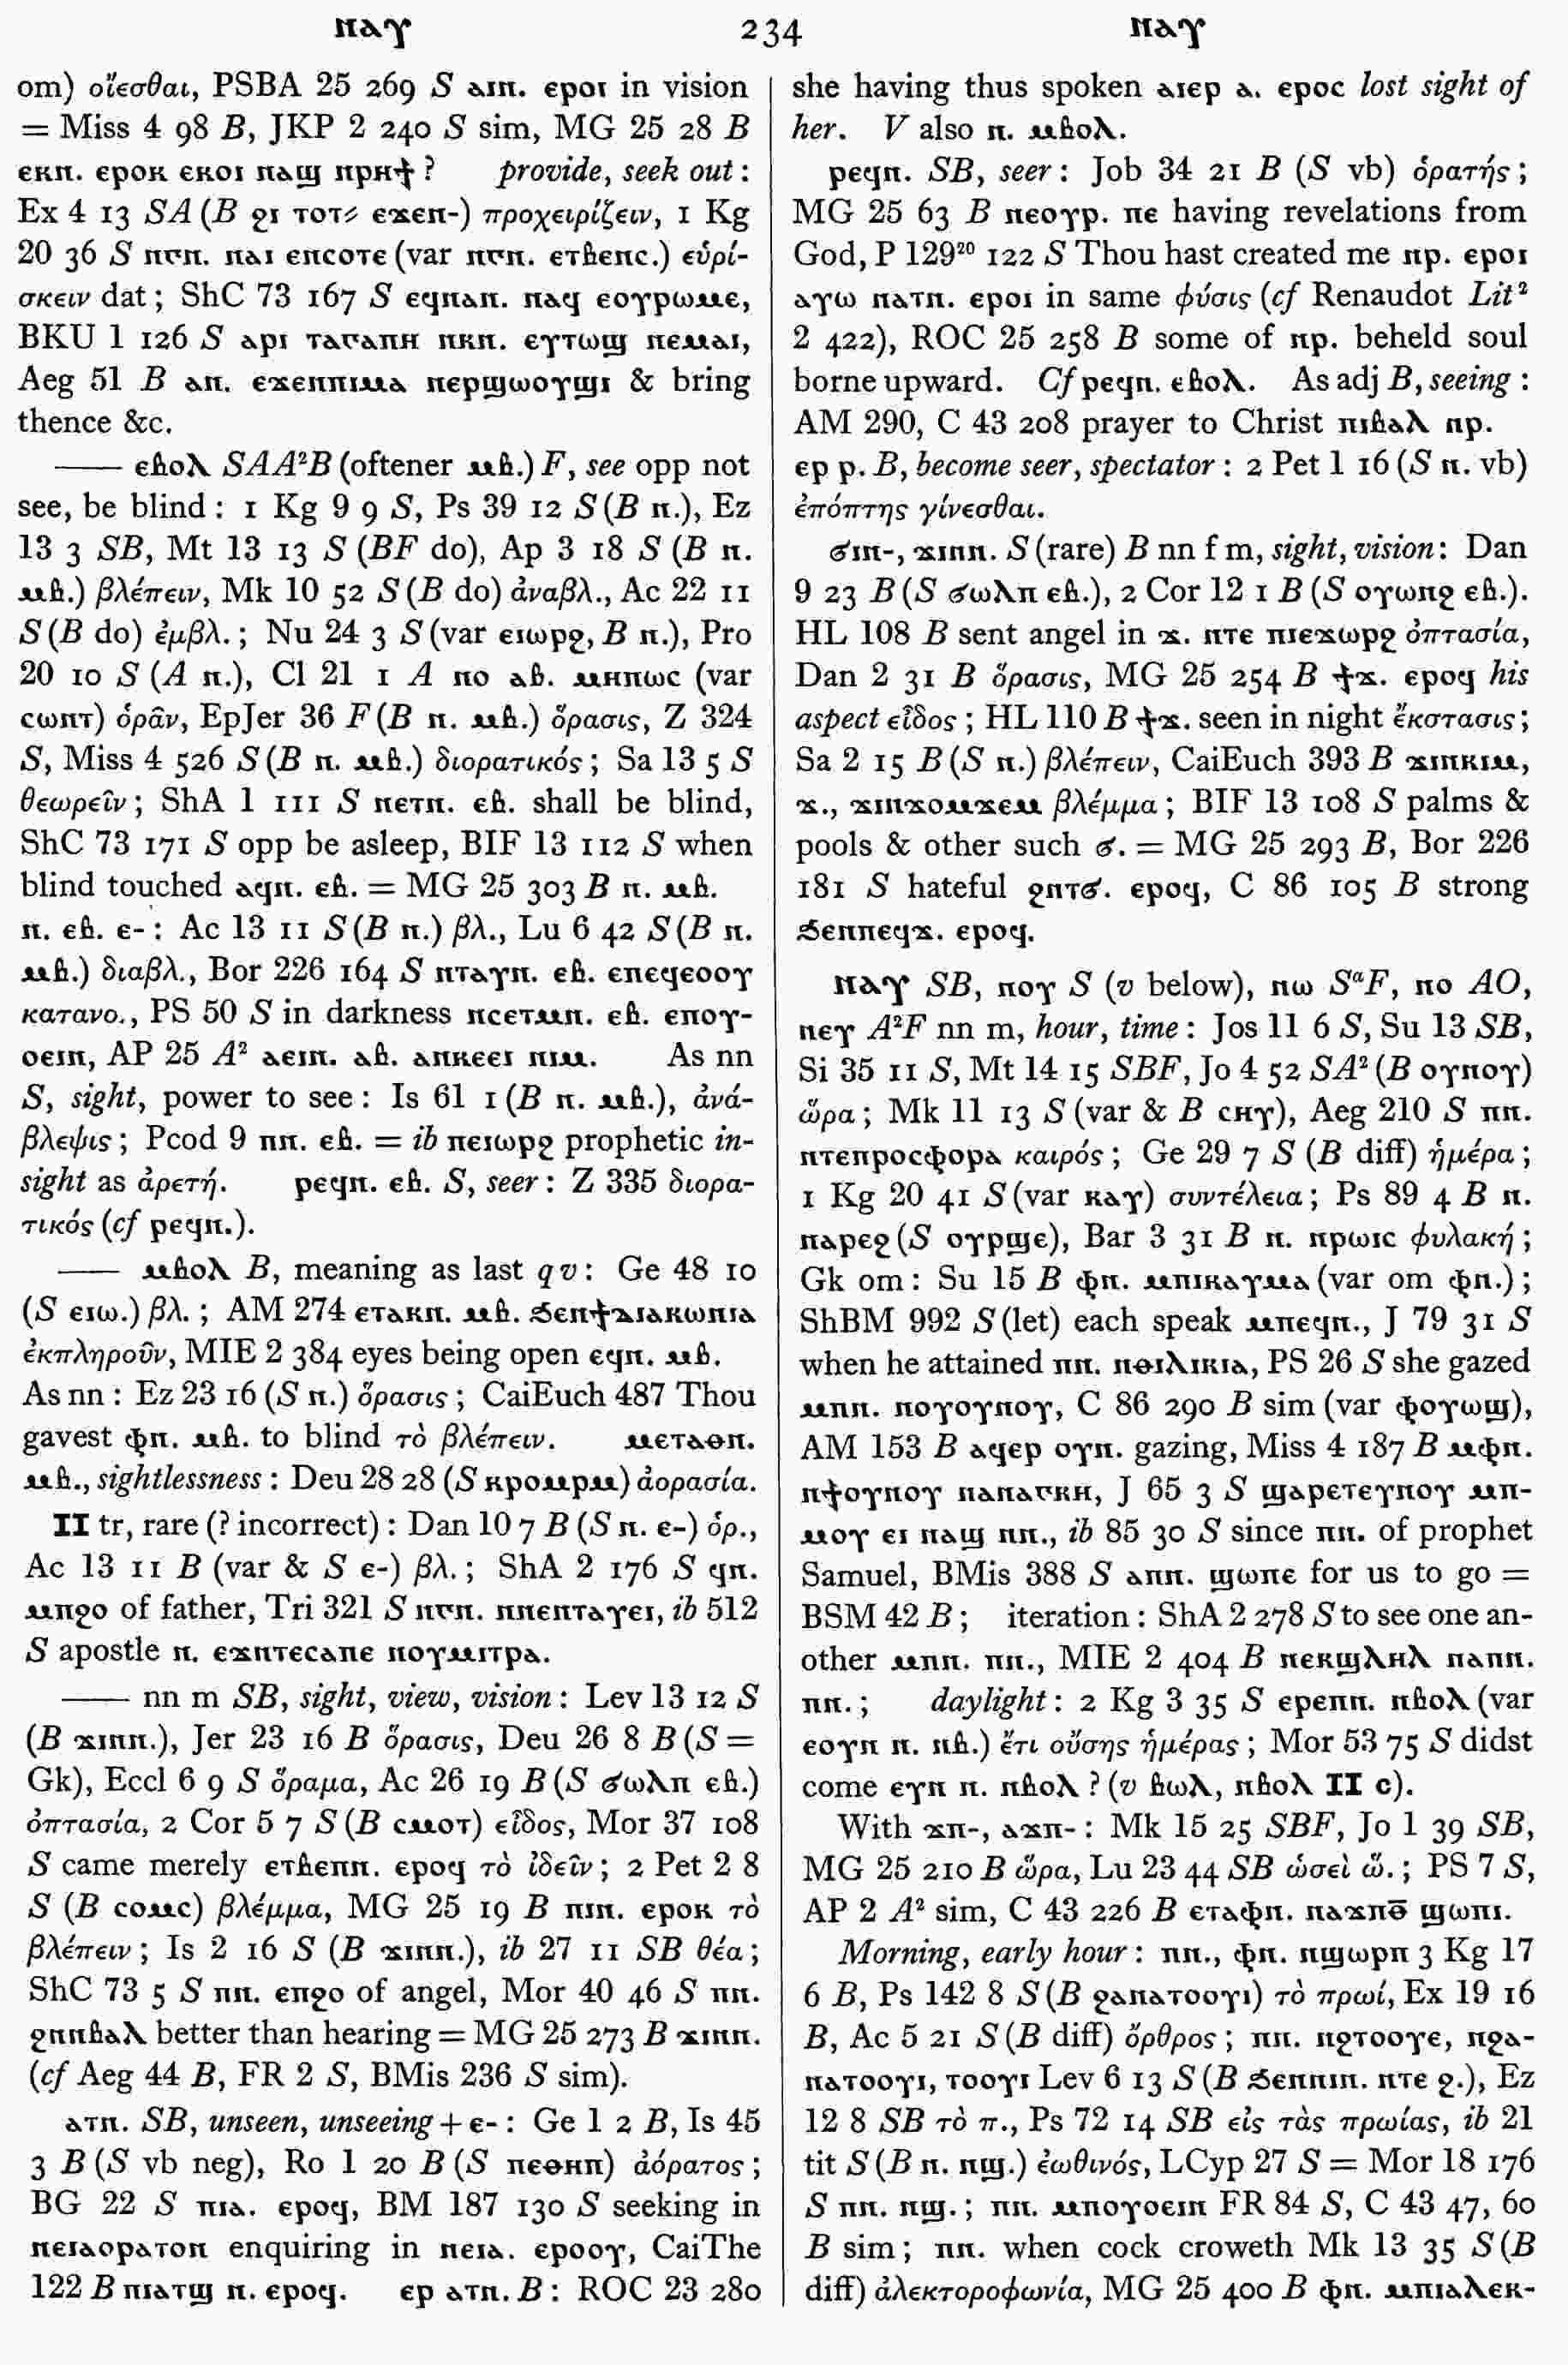 ⲛⲁⲩ 234 ⲛⲁⲩ
om) οἴεσθαι, PSBA 25 269 S ⲁⲓⲛ. ⲉⲣⲟⲓ in vision
= Miss 4 98 B, JKP 2 240 S sim, MG 25 28 B
ⲉⲕⲛ. ⲉⲣⲟⲕ ⲉⲕⲟⲓ ⲛⲁϣ ⲛⲣⲏϯ? provide, seek out:
Ex 4 13 SA (B ϩⲓ ⲧⲟⲧ⸗ ⲉϫⲉⲛ-) προχειρίζειν, 1 Kg
20 36 S ⲛⲅⲛ. ⲛⲁⲓ ⲉⲛⲥⲟⲧⲉ (var ⲛⲅⲛ. ⲉⲧⲃⲉⲛⲥ.) εὑρί-
σκειν dat; ShC 73 167 S ⲉϥⲛⲁⲛ. ⲛⲁϥ ⲉⲟⲩⲣⲱⲙⲉ,
BKU 1 126 S ⲁⲣⲓ ⲧⲁⲅⲁⲡⲏ ⲛⲕⲛ. ⲉⲩⲧⲱϣ ⲛⲉⲙⲁⲓ,
Aeg 51 B ⲁⲛ. ⲉϫⲉⲛⲡⲓⲙⲁ ⲛⲉⲣϣⲱⲟⲩϣⲓ & bring
thence &c.
—— ⲉⲃⲟⲗ SAA²B (oftener ⲙⲃ.) F, see opp not
see, be blind: 1 Kg 9 9 S, Ps 39 12 S (B ⲛ.), Ez
13 3 SB, Mt 13 13 S (BF do), Ap 3 18 S (B ⲛ.
ⲙⲃ.) βλέπειν, Mk 10 52 S (B do) ἀναβλ., Ac 22 11
S (B do) ἐμβλ.; Nu 24 3 S (var ⲉⲓⲱⲣϩ, B ⲛ.), Pro
20 10 S (A ⲛ.), Cl 21 1 A ⲛⲟ ⲁⲃ. ⲙⲏⲡⲱⲥ (var
ⲥⲱⲛⲧ) ὁρᾶν, EpJer 36 F (B ⲛ. ⲙⲃ.) ὅρασις, Z 324
S, Miss 4 526 S (B ⲛ. ⲙⲃ.) διορατικός; Sa 13 5 S
θεωρεῖν; ShA 1 111 S ⲛⲉⲧⲛ. ⲉⲃ. shall be blind,
ShC 73 171 S opp be asleep, BIF 13 112 S when
blind touched ⲁϥⲛ. ⲉⲃ. = MG 25 303 B ⲛ. ⲙⲃ.
ⲛ. ⲉⲃ. ⲉ-: Ac 13 11 S (B ⲛ.) βλ., Lu 6 42 S (B ⲛ.
ⲙⲃ.) διαβλ., Bor 226 164 S ⲛⲧⲁⲩⲛ. ⲉⲃ. ⲉⲡⲉϥⲉⲟⲟⲩ
κατανο., PS 50 S in darkness ⲛⲥⲉⲧⲙⲛ. ⲉⲃ. ⲉⲡⲟⲩ-
ⲟⲉⲓⲛ, AP 25 A² ⲁⲉⲓⲛ. ⲁⲃ. ⲁⲛⲕⲉⲉⲓ ⲛⲓⲙ. As nn
S, sight, power to see: Is 61 1 (B ⲛ. ⲙⲃ.), ἀνά-
βλεψις; Pcod 9 ⲡⲛ. ⲉⲃ. = ib ⲡⲉⲓⲱⲣϩ prophetic in-
sight as ἀρετή. ⲣⲉϥⲛ. ⲉⲃ. S, seer: Z 335 διορα-
τικός (cf ⲣⲉϥⲛ.).
—— ⲙⲃⲟⲗ B, meaning as last q v: Ge 48 10
(S ⲉⲓⲱ.) βλ.; AM 274 ⲉⲧⲁⲕⲛ. ⲙⲃ. ϧⲉⲛϯⲇⲓⲁⲕⲱⲛⲓⲁ
ἐκπληροῦν, MIE 2 384 eyes being open ⲉϥⲛ. ⲙⲃ.
As nn: Ez 23 16 (S ⲛ.) ὅρασις; CaiEuch 487 Thou
gavest ⲫⲛ. ⲙⲃ. to blind τὸ βλέπειν. ⲙⲉⲧⲁⲑⲛ.
ⲙⲃ., sightlessness: Deu 28 28 (S ⲕⲣⲟⲙⲣⲙ) ἀορασία.
II tr, rare (? incorrect): Dan 10 7 B (S ⲛ. ⲉ-) ὁρ.,
Ac 13 11 B (var & S ⲉ-) βλ.; ShA 2 176 S ϥⲛ.
ⲙⲡϩⲟ of father, Tri 321 S ⲛⲅⲛ. ⲛⲛⲉⲛⲧⲁⲩⲉⲓ, ib 512
S apostle ⲛ. ⲉϫⲛⲧⲉⲥⲁⲡⲉ ⲛⲟⲩⲙⲓⲧⲣⲁ.
—— nn m SB, sight, view, vision: Lev 13 12 S
(B ϫⲓⲛⲛ.), Jer 23 16 B ὅρασις, Deu 26 8 B (S =
Gk), Eccl 6 9 S ὅραμα, Ac 26 19 B (S ϭⲱⲗⲡ ⲉⲃ.)
ὀπτασία, 2 Cor 5 7 S (B ⲥⲙⲟⲧ) εἶδος, Mor 37 108
S came merely ⲉⲧⲃⲉⲡⲛ. ⲉⲣⲟϥ τὸ ἰδεῖν; 2 Pet 2 8
S (B ⲥⲟⲙⲥ) βλέμμα, MG 25 19 B ⲡⲓⲛ. ⲉⲣⲟⲕ τὸ
βλέπειν; Is 2 16 S (B ϫⲓⲛⲛ.), ib 27 11 SB θέα;
ShC 73 5 S ⲡⲛ. ⲉⲡϩⲟ of angel, Mor 40 46 S ⲡⲛ.
ϩⲛⲛⲃⲁⲗ better than hearing = MG 25 273 B ϫⲓⲛⲛ.
(cf Aeg 44 B, FR 2 S, BMis 236 S sim).
ⲁⲧⲛ. SB, unseen, unseeing + ⲉ-: Ge 1 2 B, Is 45
3 B (S vb neg), Ro 1 20 B (S ⲡⲉⲑⲏⲡ) ἀόρατος;
BG 22 S ⲡⲓⲁ. ⲉⲣⲟϥ, BM 187 130 S seeking in
ⲛⲉⲓⲁⲟⲣⲁⲧⲟⲛ enquiring in ⲛⲉⲓⲁ. ⲉⲣⲟⲟⲩ, CaiThe
122 B ⲡⲓⲁⲧϣ ⲛ. ⲉⲣⲟϥ. ⲉⲣ ⲁⲧⲛ. B: ROC 23 280
she having thus spoken ⲁⲓⲉⲣ ⲁ. ⲉⲣⲟⲥ lost sight of
her. V also ⲛ. ⲙⲃⲟⲗ.
ⲣⲉϥⲛ. SB, seer: Job 34 21 B (S vb) ὁρατής;
MG 25 63 B ⲛⲉⲟⲩⲣ. ⲡⲉ having revelations from
God, P 129²⁰ 122 S Thou hast created me ⲛⲣ. ⲉⲣⲟⲓ
ⲁⲩⲱ ⲛⲁⲧⲛ. ⲉⲣⲟⲓ in same φύσις (cf Renaudot Lit²
2 422), ROC 25 258 B some of ⲛⲣ. beheld soul
borne upward. Cf ⲣⲉϥⲛ. ⲉⲃⲟⲗ. As adj B, seeing:
AM 290, C 43 208 prayer to Christ ⲡⲓⲃⲁⲗ ⲛⲣ.
ⲉⲣ ⲣ. B, become seer, spectator: 2 Pet 1 16 (S ⲛ. vb)
ἐπόπτης γίνεσθαι.
ϭⲓⲛ-, ϫⲓⲛⲛ. S (rare) B nn f m, sight, vision: Dan
9 23 B (S ϭⲱⲗⲡ ⲉⲃ.), 2 Cor 12 1 B (S ⲟⲩⲱⲛϩ ⲉⲃ.).
HL 108 B sent angel in ϫ. ⲛⲧⲉ ⲡⲓⲉϫⲱⲣϩ ὀπτασία,
Dan 2 31 B ὅρασις, MG 25 254 B ϯϫ. ⲉⲣⲟϥ his
aspect εἶδος; HL 110 B ϯϫ. seen in night ἔκστασις;
Sa 2 15 B (S ⲛ.) βλέπειν, CaiEuch 393 B ϫⲓⲛⲕⲓⲙ,
ϫ., ϫⲓⲛϫⲟⲙϫⲉⲙ βλέμμα; BIF 13 108 S palms &
pools & other such ϭ. = MG 25 293 B, Bor 226
181 S hateful ϩⲛⲧϭ. ⲉⲣⲟϥ, C 86 105 B strong
ϧⲉⲛⲡⲉϥϫ. ⲉⲣⲟϥ.
ⲛⲁⲩ SB, ⲛⲟⲩ S (v below), ⲛⲱ SᵃF, ⲛⲟ AO,
ⲛⲉⲩ A²F nn m, hour, time: Jos 11 6 S, Su 13 SB,
Si 35 11 S, Mt 14 15 SBF, Jo 4 52 SA² (B ⲟⲩⲛⲟⲩ)
ὥρα; Mk 11 13 S (var & B ⲥⲏⲩ), Aeg 210 S ⲡⲛ.
ⲛⲧⲉⲡⲣⲟⲥⲫⲟⲣⲁ καιρός; Ge 29 7 S (B diff) ἡμέρα;
1 Kg 20 41 S (var ⲕⲁⲩ) συντέλεια; Ps 89 4 B ⲛ.
ⲛⲁⲣⲉϩ (S ⲟⲩⲣϣⲉ), Bar 3 31 B ⲛ. ⲛⲣⲱⲓⲥ φυλακή;
Gk om: Su 15 B ⲫⲛ. ⲙⲡⲓⲕⲁⲩⲙⲁ (var om ⲫⲛ.);
ShBM 992 S (let) each speak ⲙⲡⲉϥⲛ., J 79 31 S
when he attained ⲡⲛ. ⲛⲑⲓⲗⲓⲕⲓⲁ, PS 26 S she gazed
ⲙⲡⲛ. ⲛⲟⲩⲟⲩⲛⲟⲩ, C 86 290 B sim (var ⲫⲟⲩⲱϣ),
AM 153 B ⲁϥⲉⲣ ⲟⲩⲛ. gazing, Miss 4 187 B ⲙⲫⲛ.
ⲛϯⲟⲩⲛⲟⲩ ⲛⲁⲛⲁⲅⲕⲏ, J 65 3 S ϣⲁⲣⲉⲧⲉⲩⲛⲟⲩ ⲙⲡ-
ⲙⲟⲩ ⲉⲓ ⲛⲁϣ ⲛⲛ., ib 85 30 S since ⲡⲛ. of prophet
Samuel, BMis 388 S ⲁⲡⲛ. ϣⲱⲡⲉ for us to go =
BSM 42 B; iteration: ShA 2 278 S to see one an-
other ⲙⲡⲛ. ⲡⲛ., MIE 2 404 B ⲡⲉⲕϣⲗⲏⲗ ⲛⲁⲡⲛ.
ⲡⲛ.; daylight: 2 Kg 3 35 S ⲉⲣⲉⲡⲛ. ⲛⲃⲟⲗ (var
ⲉⲟⲩⲛ ⲛ. ⲛⲃ.) ἔτι οὔσης ἡμέρας; Mor 53 75 S didst
come ⲉⲩⲛ ⲛ. ⲛⲃⲟⲗ? (v ⲃⲱⲗ, ⲛⲃⲟⲗ II c).
With ϫⲛ-, ⲁϫⲛ-: Mk 15 25 SBF, Jo 1 39 SB,
MG 25 210 B ὥρα, Lu 23 44 SB ὡσεὶ ὥ.; PS 7 S,
AP 2 A² sim, C 43 226 B ⲉⲧⲁⲫⲛ. ⲛⲁϫⲡⲑ̅ ϣⲱⲡⲓ.
Morning, early hour: ⲡⲛ., ⲫⲛ. ⲛϣⲱⲣⲡ 3 Kg 17
6 B, Ps 142 8 S (B ϩⲁⲛⲁⲧⲟⲟⲩⲓ) τὸ πρωί, Ex 19 16
B, Ac 5 21 S (B diff) ὄρθρος; ⲡⲛ. ⲛϩⲧⲟⲟⲩⲉ, ⲛϩⲁ-
ⲛⲁⲧⲟⲟⲩⲓ, ⲧⲟⲟⲩⲓ Lev 6 13 S (B ϧⲉⲛⲡⲓⲛ. ⲛⲧⲉ ϩ.), Ez
12 8 SB τὸ π., Ps 72 14 SB εἰς τὰς πρωίας, ib 21
tit S (B ⲛ. ⲛϣ.) ἑωθινός, LCyp 27 S = Mor 18 176
S ⲡⲛ. ⲛϣ.; ⲡⲛ. ⲙⲡⲟⲩⲟⲉⲓⲛ FR 84 S, C 43 47, 60
B sim; ⲡⲛ. when cock croweth Mk 13 35 S (B
diff) ἀλεκτοροφωνία, MG 25 400 B ⲫⲛ. ⲙⲡⲓⲁⲗⲉⲕ-